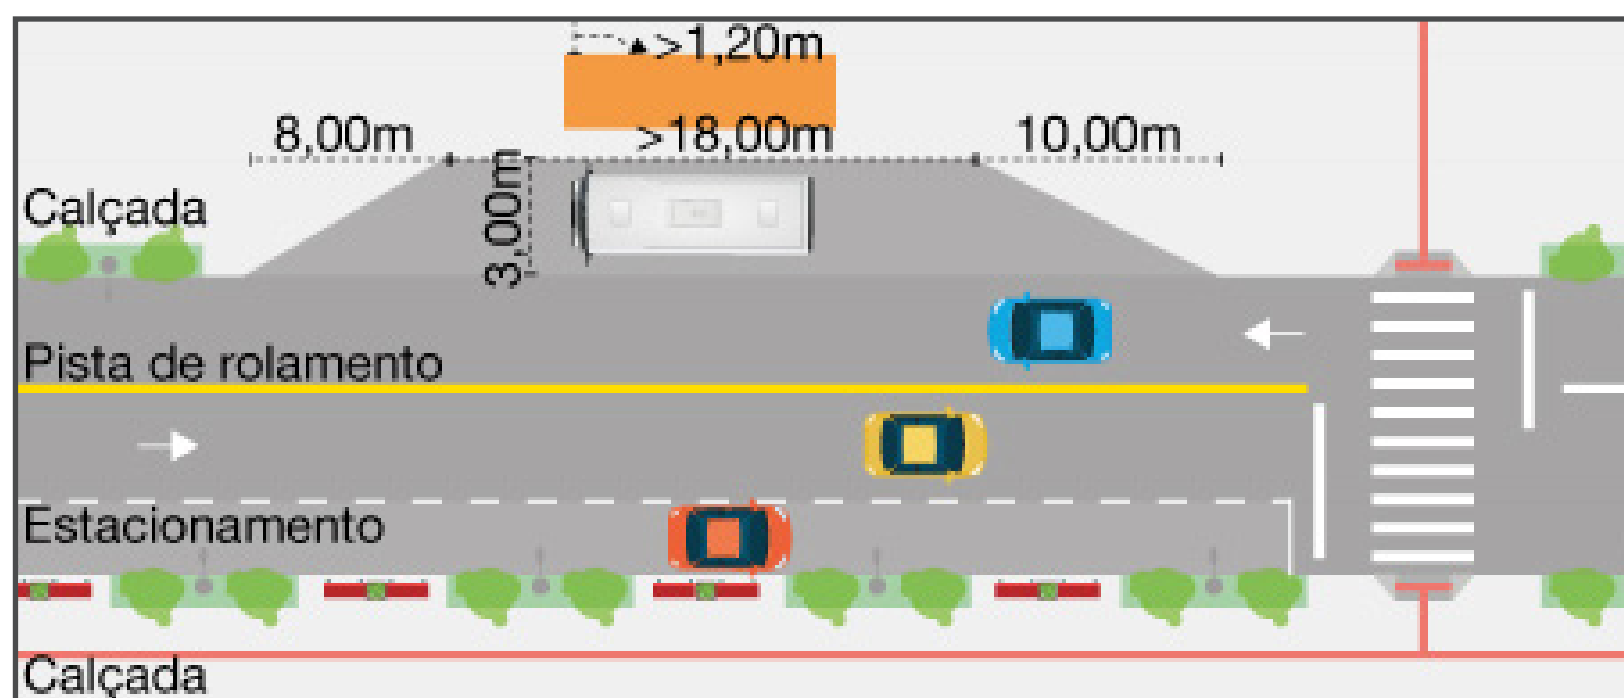 >1,20m
8,00m
>18,00m
10,00m
3,00m
Calçada
Pista de rolamento
Estacionamento
Calçada